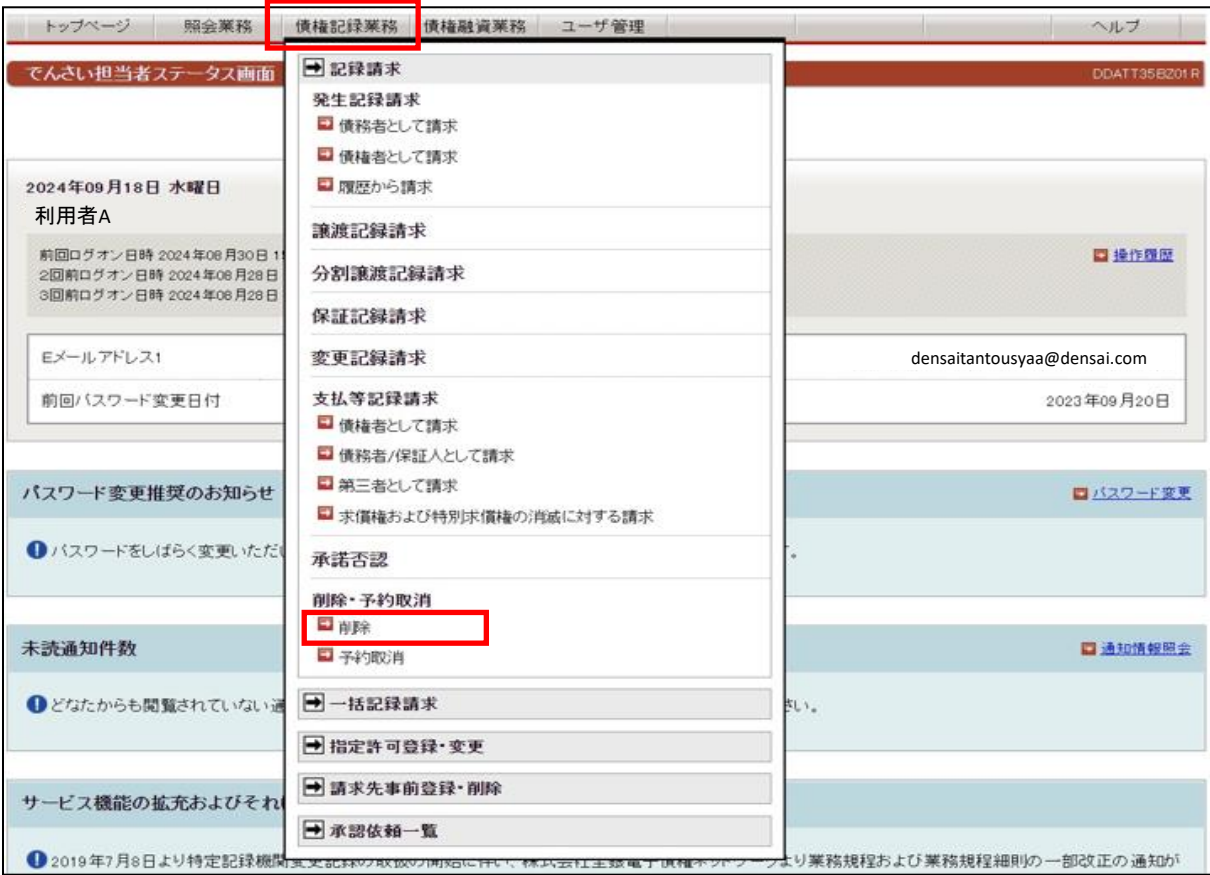 トップページ 照会業務 債権記録業務 債権融資業務 ユーザ管理 ヘルプ
でんさい担当者ステータス画面 DDATT35BZ01R
2024年09月18日 水曜日
利用者A
前回ログオン日時 2024年08月30日
2回前ログオン日時 2024年08月28日
3回前ログオン日時 2024年08月28日
操作履歴
Eメールアドレス1 densaitantousyaa@densai.com
前回パスワード変更日付 2023年09月20日
パスワード変更推奨のお知らせ パスワード変更
パスワードをしばらく変更いただ
す。
未読通知件数 通知情報照会
どなたからも閲覧されていない通
さい。
サービス機能の拡充およびそれ
2019年7月8日より特定記録機関変更記録の取扱の開始に伴い、株式会社全銀電子債権ネットワークより業務規程および業務規程細則の一部改正の通知が
記録請求
発生記録請求
債務者として請求
債権者として請求
履歴から請求
譲渡記録請求
分割譲渡記録請求
保証記録請求
変更記録請求
支払等記録請求
債権者として請求
債務者/保証人として請求
第三者として請求
求償権および特別求償権の消滅に対する請求
承諾否認
削除・予約取消
削除
予約取消
一括記録請求
指定許可登録・変更
請求先事前登録・削除
承認依頼一覧